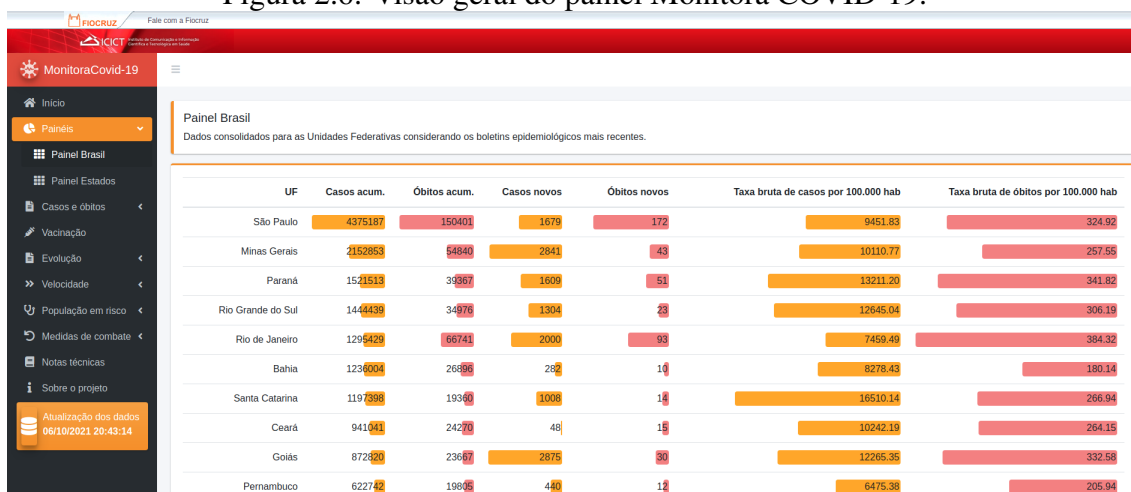 Figura 2.8: Visão geral do painel Monitora COVID-19.
FIOCRUZ
Fale com a Fiocruz
ICICT Instituto de Comunicação e Informação
Científica e Tecnológica em Saúde
MonitoraCovid-19
Início
Painéis
Painel Brasil
Painel Estados
Casos e óbitos
Vacinação
Evolução
Velocidade
População em risco
Medidas de combate
Notas técnicas
Sobre o projeto
Atualização dos dados
06/10/2021 20:43:14
Painel Brasil
Dados consolidados para as Unidades Federativas considerando os boletins epidemiológicos mais recentes.
UF Casos acum. Óbitos acum. Casos novos Óbitos novos Taxa bruta de casos por 100.000 hab Taxa bruta de óbitos por 100.000 hab
São Paulo 4375187 150401 1679 172 9451.83 324.92
Minas Gerais 2152853 54840 2841 43 10110.77 257.55
Paraná 1521513 39367 1609 51 13211.20 341.82
Rio Grande do Sul 1444439 34976 1304 23 12645.04 306.19
Rio de Janeiro 1295429 66741 2000 93 7459.49 384.32
Bahia 1236004 26896 282 10 8278.43 180.14
Santa Catarina 1197398 19360 1008 14 16510.14 266.94
Ceará 941041 24270 48 15 10242.19 264.15
Goiás 872820 23667 2875 30 12265.35 332.58
Pernambuco 622742 19805 440 12 6475.38 205.94